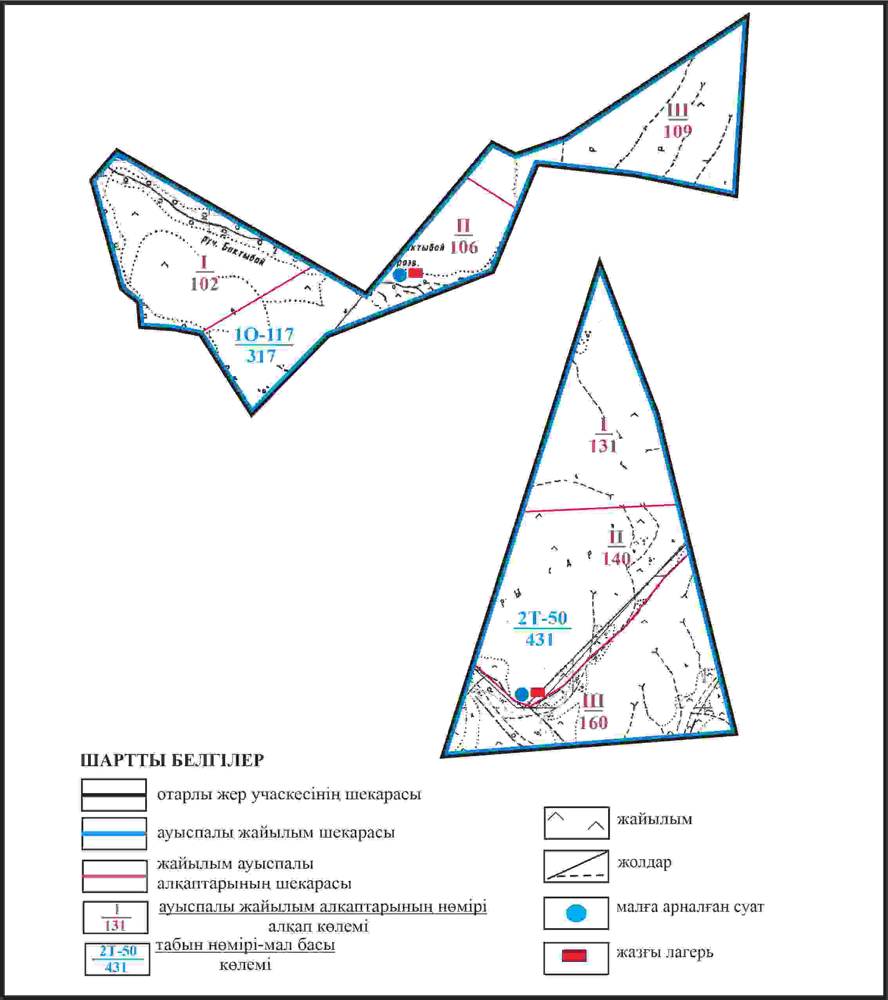 III
109
II
106
ктыбой
разв.
руч. Бактыбай
I
102
1О-117
317
I
131
II
140
2Т-50
431
III
160
ШАРТТЫ БЕЛГІЛЕР
отарлы жер учаскесінің шекарасы
ауыспалы жайылым шекарасы
жайылым ауыспалы
алқаптарының шекарасы
I
131
ауыспалы жайылым алқаптарының нөмірі
алқап көлемі
2Т-50
431
табын нөмірі-мал басы
көлемі
жайылым
жолдар
малға арналған суат
жазғы лагерь